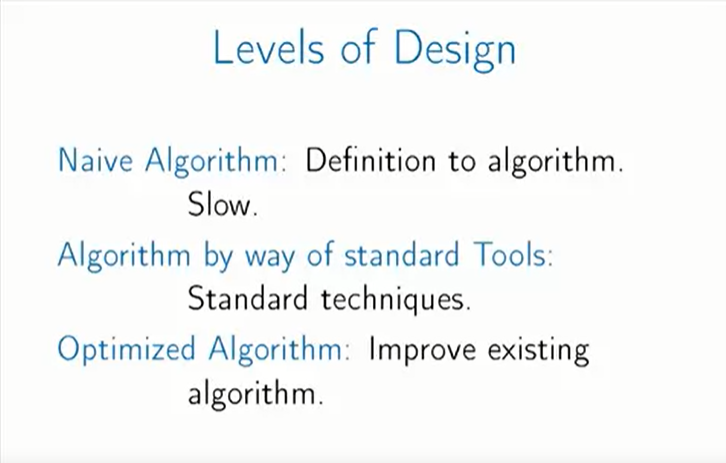 Levels of Design
Naive Algorithm: Definition to algorithm.
Slow.
Algorithm by way of standard Tools:
Standard techniques.
Optimized Algorithm: Improve existing
algorithm.